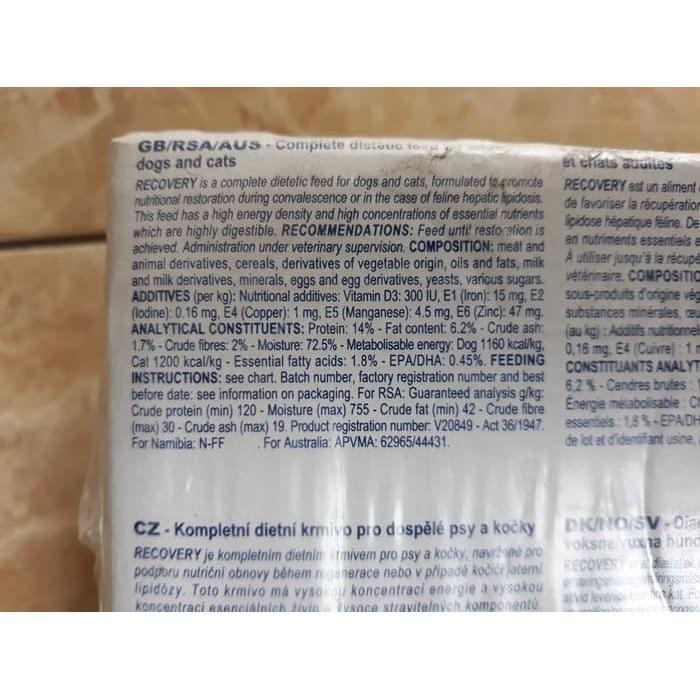 GB/RSA/AUS - Complete dietetic feed
dogs and cats
RECOVERY is a complete dietetic feed for dogs and cats, formulated to promote
nutritional restoration during convalescence or in the case of feline hepatic lipidosis.
This feed has a high energy density and high concentrations of essential nutrients
which are highly digestible. RECOMMENDATIONS: Feed until restoration is
achieved. Administration under veterinary supervision. COMPOSITION: meat and
animal derivatives, cereals, derivatives of vegetable origin, oils and fats, milk
and milk derivatives, minerals, eggs and egg derivatives, yeasts, various sugars.
ADDITIVES (per kg): Nutritional additives: Vitamin D3: 300 IU, E1 (Iron): 15 mg, E2
(Iodine): 0.16 mg, E4 (Copper): 1 mg, E5 (Manganese): 4.5 mg, E6 (Zinc): 47 mg.
ANALYTICAL CONSTITUENTS: Protein: 14% - Fat content: 6.2% - Crude ash:
1.7% - Crude fibres: 2% - Moisture: 72.5% - Metabolisable energy: Dog 1160 kcal/kg,
Cat 1200 kcal/kg - Essential fatty acids: 1.8% - EPA/DHA: 0.45%. FEEDING
INSTRUCTIONS: see chart. Batch number, factory registration number and best
before date: see information on packaging. For RSA: Guaranteed analysis g/kg:
Crude protein (min) 120 - Moisture (max) 755 - Crude fat (min) 42 - Crude fibre
(max) 30 - Crude ash (max) 19. Product registration number: V20849 - Act 36/1947.
For Namibia: N-FF . For Australia: APVMA: 62965/44431.
CZ - Kompletní dietní krmivo pro dospělé psy a kočky
RECOVERY je kompletním dietním krmivem pro psy a kočky, navržené pro
podporu nutriční obnovy během regenerace nebo v případě kočičí jaterní
lipidózy. Toto krmivo má vysokou koncentraci energie a vysokou
koncentraci esenciálních živin a vysoce stravitelných komponentů.
et chats adultes
RECOVERY est un aliment
de favoriser la récupération
lipidose hépatique féline. De
en nutriments essentiels e
À utiliser jusqu'à la récupé
vétérinaire. COMPOSITIO
sous-produits d'origine vé
substances minérales, œu
(au kg) : Additifs nutritionne
0,16 mg, E4 (Cuivre) : 1 m
CONSTITUANTS ANALYT
6,2 % - Cendres brutes :
Énergie métabolisable : Ch
essentiels : 1,8 % - EPA/DH
de lot et d'identifiant usine,
DK/NO/SV - Diæ
voksne/vuxna hund
RECOVERY